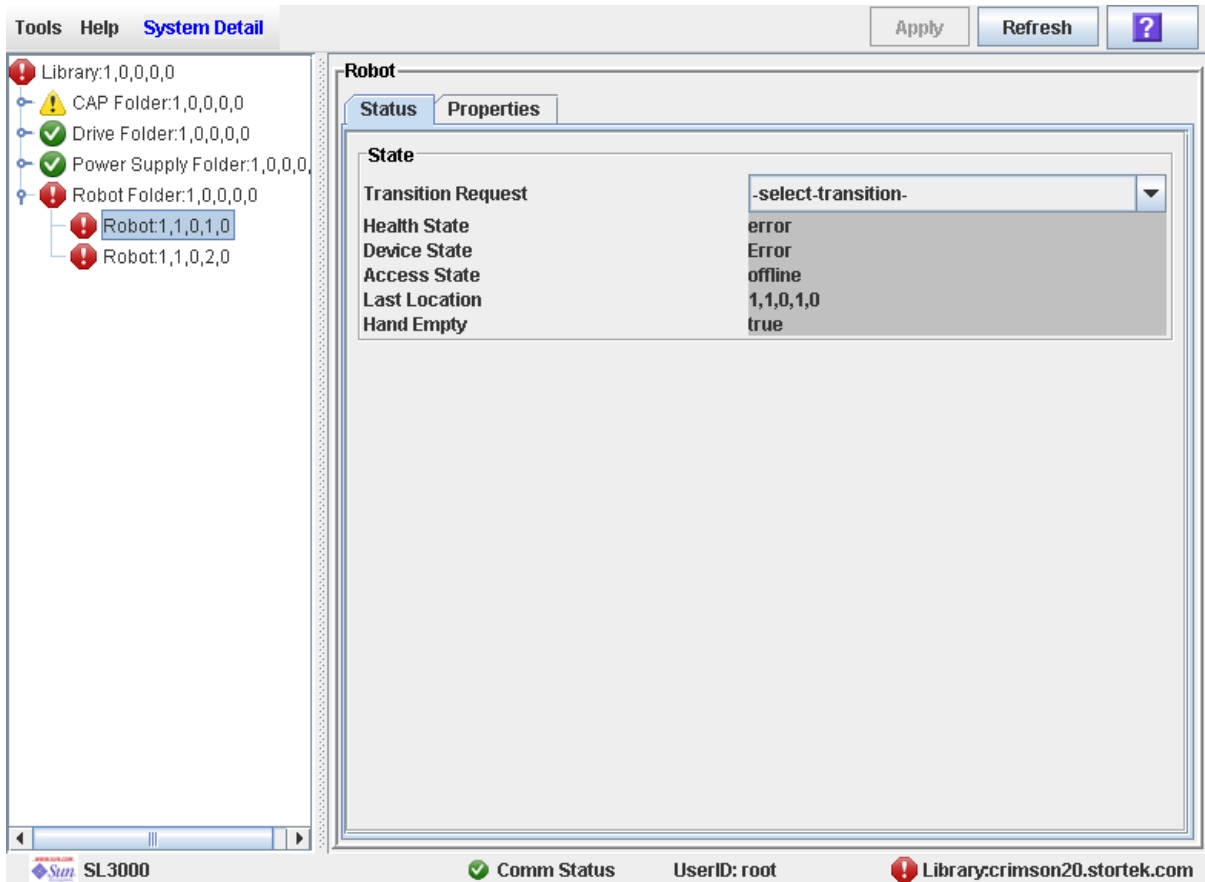 Tools Help System Detail Apply Refresh ?
Library:1,0,0,0,0
CAP Folder:1,0,0,0,0
Drive Folder:1,0,0,0,0
Power Supply Folder:1,0,0,0,
Robot Folder:1,0,0,0,0
Robot:1,1,0,1,0
Robot:1,1,0,2,0
Robot
Status Properties
State
Transition Request -select-transition-
Health State error
Device State Error
Access State offline
Last Location 1,1,0,1,0
Hand Empty true
Sun SL3000 Comm Status UserID: root Library:crimson20.stortek.com